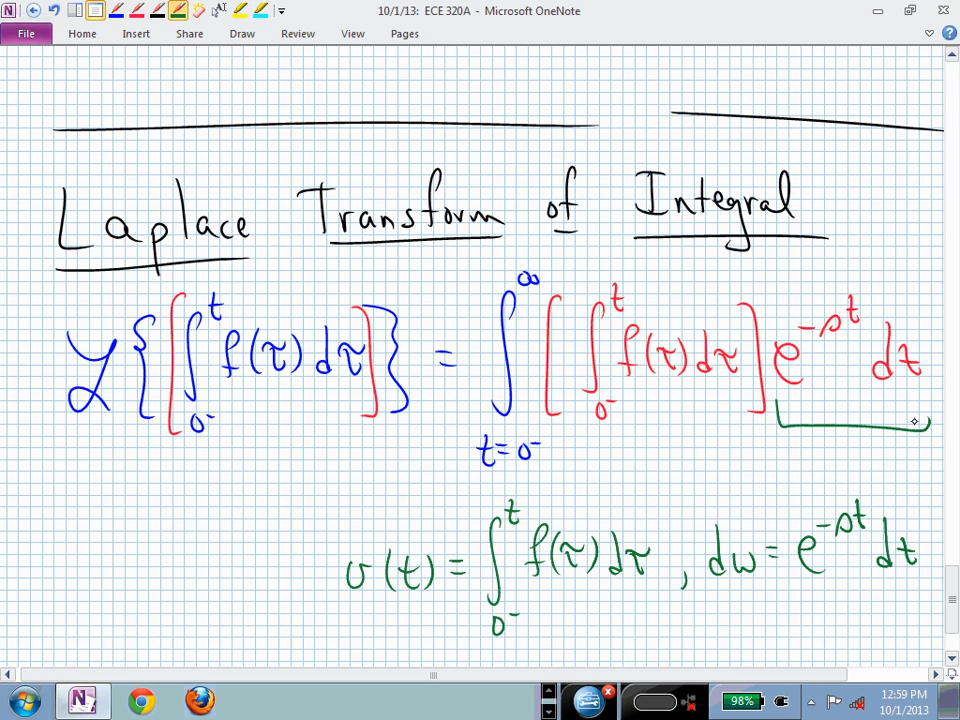 10/1/13: ECE 320A - Microsoft OneNote
File Home Insert Share Draw Review View Pages
Laplace Transform of Integral
ℒ{[∫₀₋ᵗ f(τ)dτ]} = ∫_{t=0⁻}^{∞} [∫₀₋ᵗ f(τ)dτ] e^{-st} dt
v(t) = ∫₀₋ᵗ f(τ)dτ, dw = e^{-st} dt
98% 12:59 PM
10/1/2013